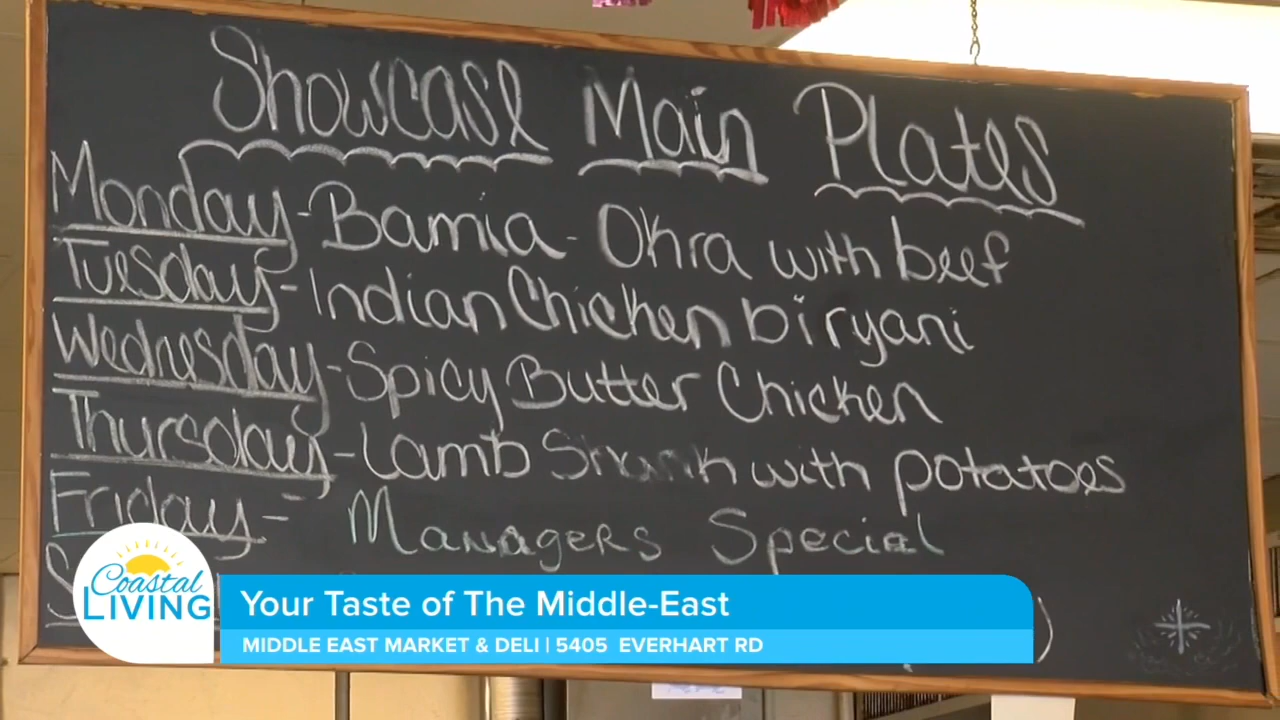 Showcase Main Plates
Monday-Bamia-Okra with beef
Tuesday-Indian Chicken biryani
Wednesday-Spicy Butter Chicken
Thursday-Lamb Shank with potatoes
Friday- Managers Special
Coastal
LIVING
Your Taste of The Middle-East
MIDDLE EAST MARKET & DELI | 5405 EVERHART RD